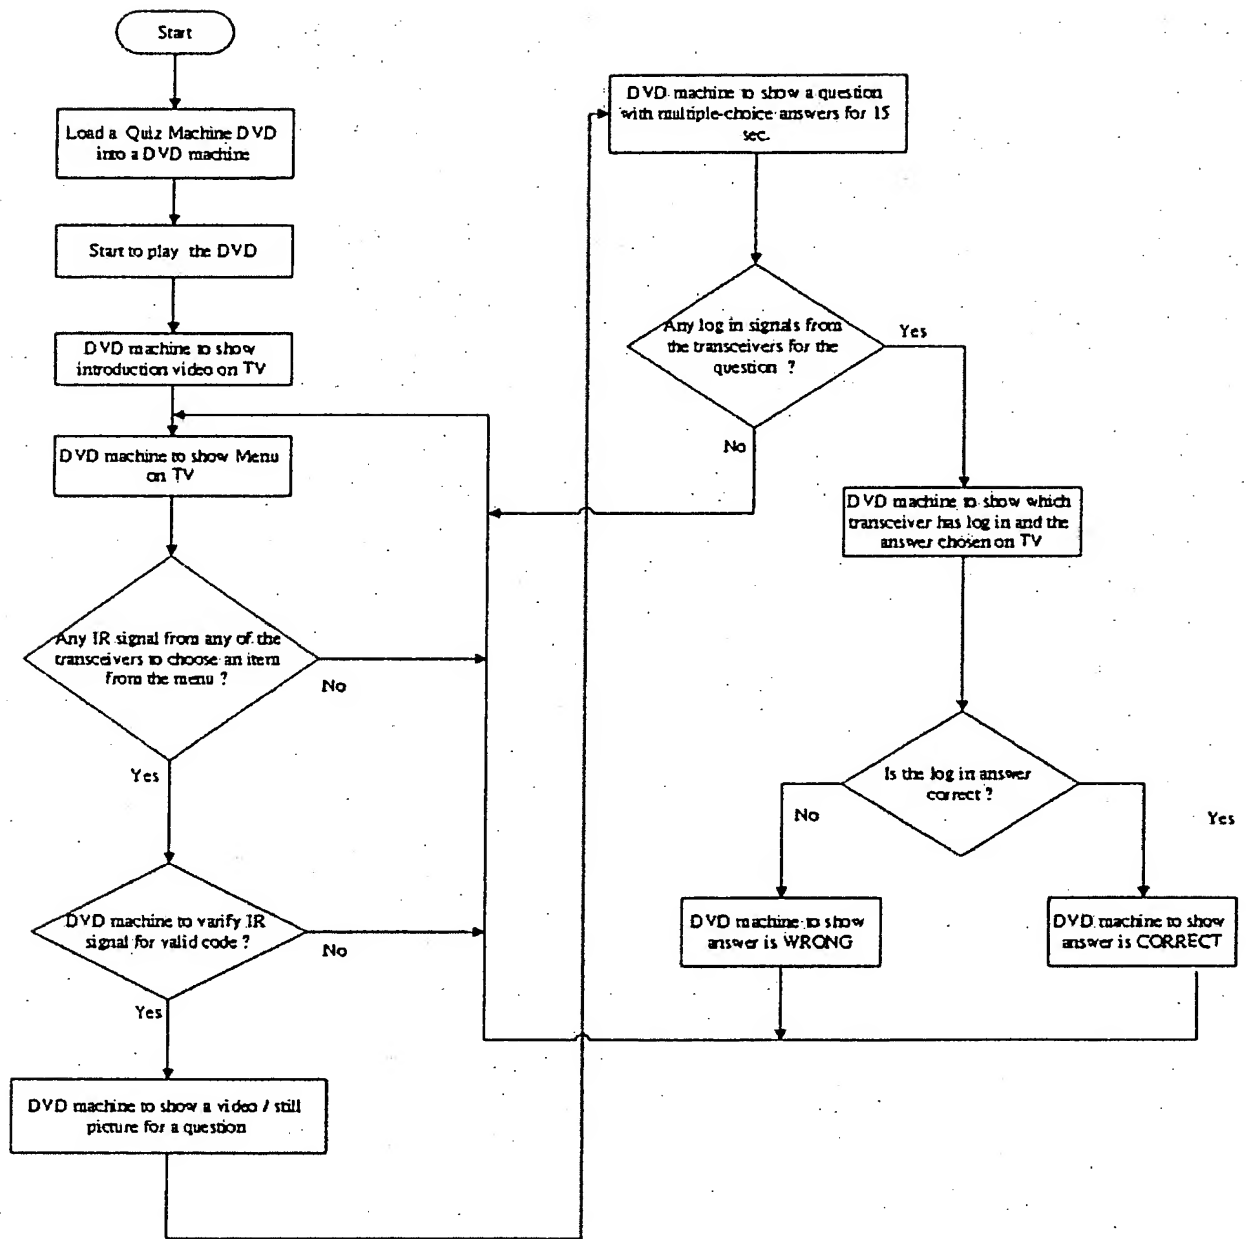 Start
Load a Quiz Machine DVD
into a DVD machine
Start to play the DVD
DVD machine to show
introduction video on TV
DVD machine to show Menu
on TV
Any IR signal from any of the
transceivers to choose an item
from the menu ?
No
Yes
DVD machine to varify IR
signal for valid code ?
No
Yes
DVD machine to show a video / still
picture for a question
DVD machine to show a question
with multiple-choice answers for 15
sec.
Any log in signals from
the transceivers for the
question ?
Yes
No
DVD machine to show which
transceiver has log in and the
answer chosen on TV
Is the log in answer
correct ?
No
Yes
DVD machine to show
answer is WRONG
DVD machine to show
answer is CORRECT